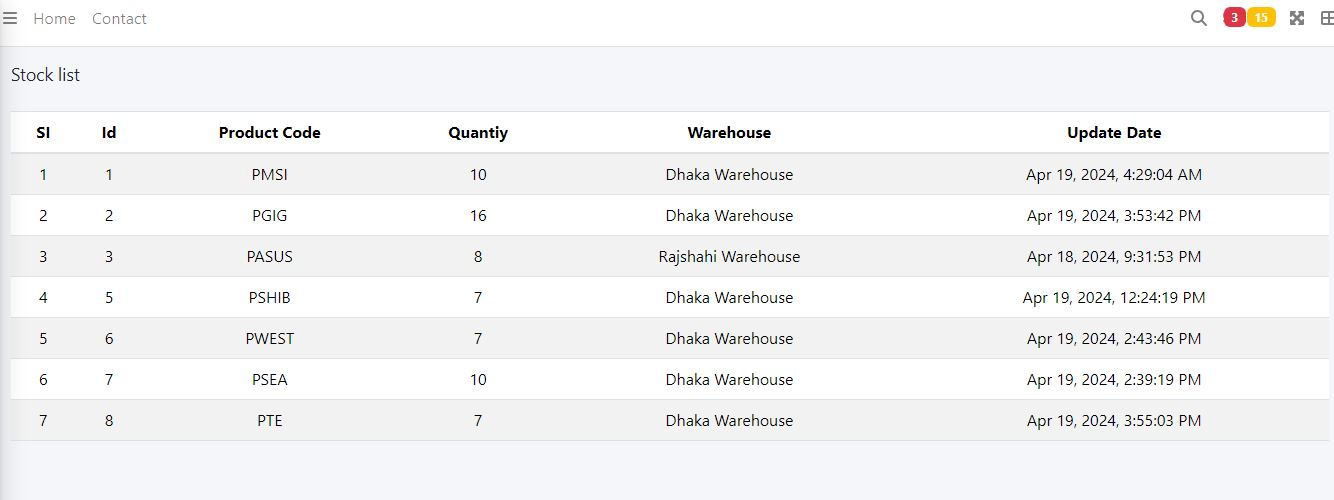 Home Contact 3 15
Stock list
Sl Id Product Code Quantiy Warehouse Update Date
1 1 PMSI 10 Dhaka Warehouse Apr 19, 2024, 4:29:04 AM
2 2 PGIG 16 Dhaka Warehouse Apr 19, 2024, 3:53:42 PM
3 3 PASUS 8 Rajshahi Warehouse Apr 18, 2024, 9:31:53 PM
4 5 PSHIB 7 Dhaka Warehouse Apr 19, 2024, 12:24:19 PM
5 6 PWEST 7 Dhaka Warehouse Apr 19, 2024, 2:43:46 PM
6 7 PSEA 10 Dhaka Warehouse Apr 19, 2024, 2:39:19 PM
7 8 PTE 7 Dhaka Warehouse Apr 19, 2024, 3:55:03 PM